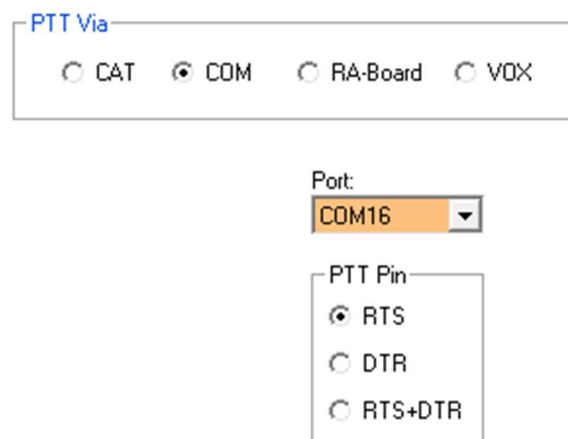 PTT Via
CAT COM RA-Board VOX
Port:
COM16
PTT Pin
RTS
DTR
RTS+DTR